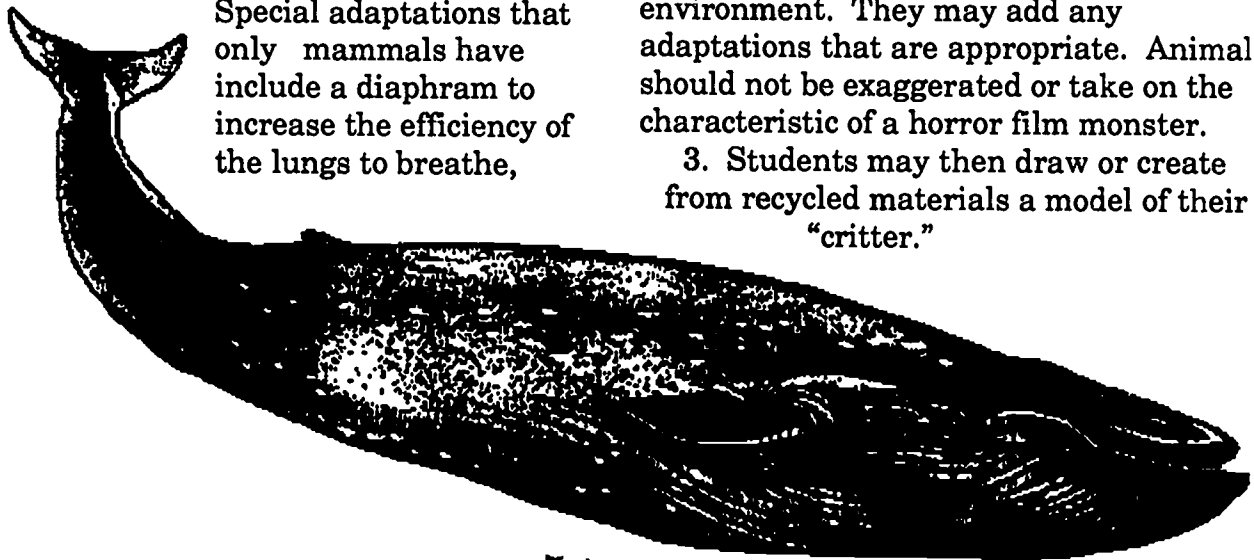 Special adaptations that
only mammals have
include a diaphram to
increase the efficiency of
the lungs to breathe,
environment. They may add any
adaptations that are appropriate. Animal
should not be exaggerated or take on the
characteristic of a horror film monster.
3. Students may then draw or create
from recycled materials a model of their
“critter.”